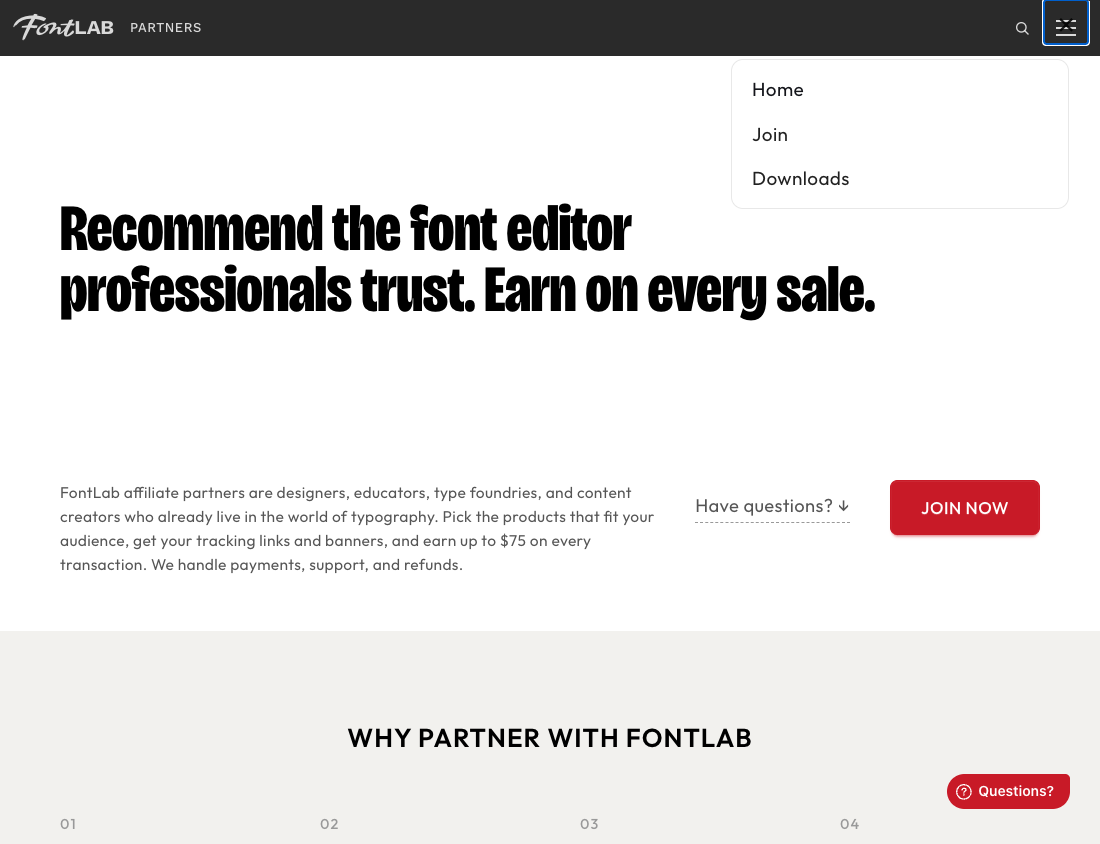 FontLAB PARTNERS
Home
Join
Downloads
Recommend the font editor
professionals trust. Earn on every sale.
FontLab affiliate partners are designers, educators, type foundries, and content
creators who already live in the world of typography. Pick the products that fit your
audience, get your tracking links and banners, and earn up to $75 on every
transaction. We handle payments, support, and refunds.
Have questions? ↓
JOIN NOW
WHY PARTNER WITH FONTLAB
Questions?
01 02 03 04